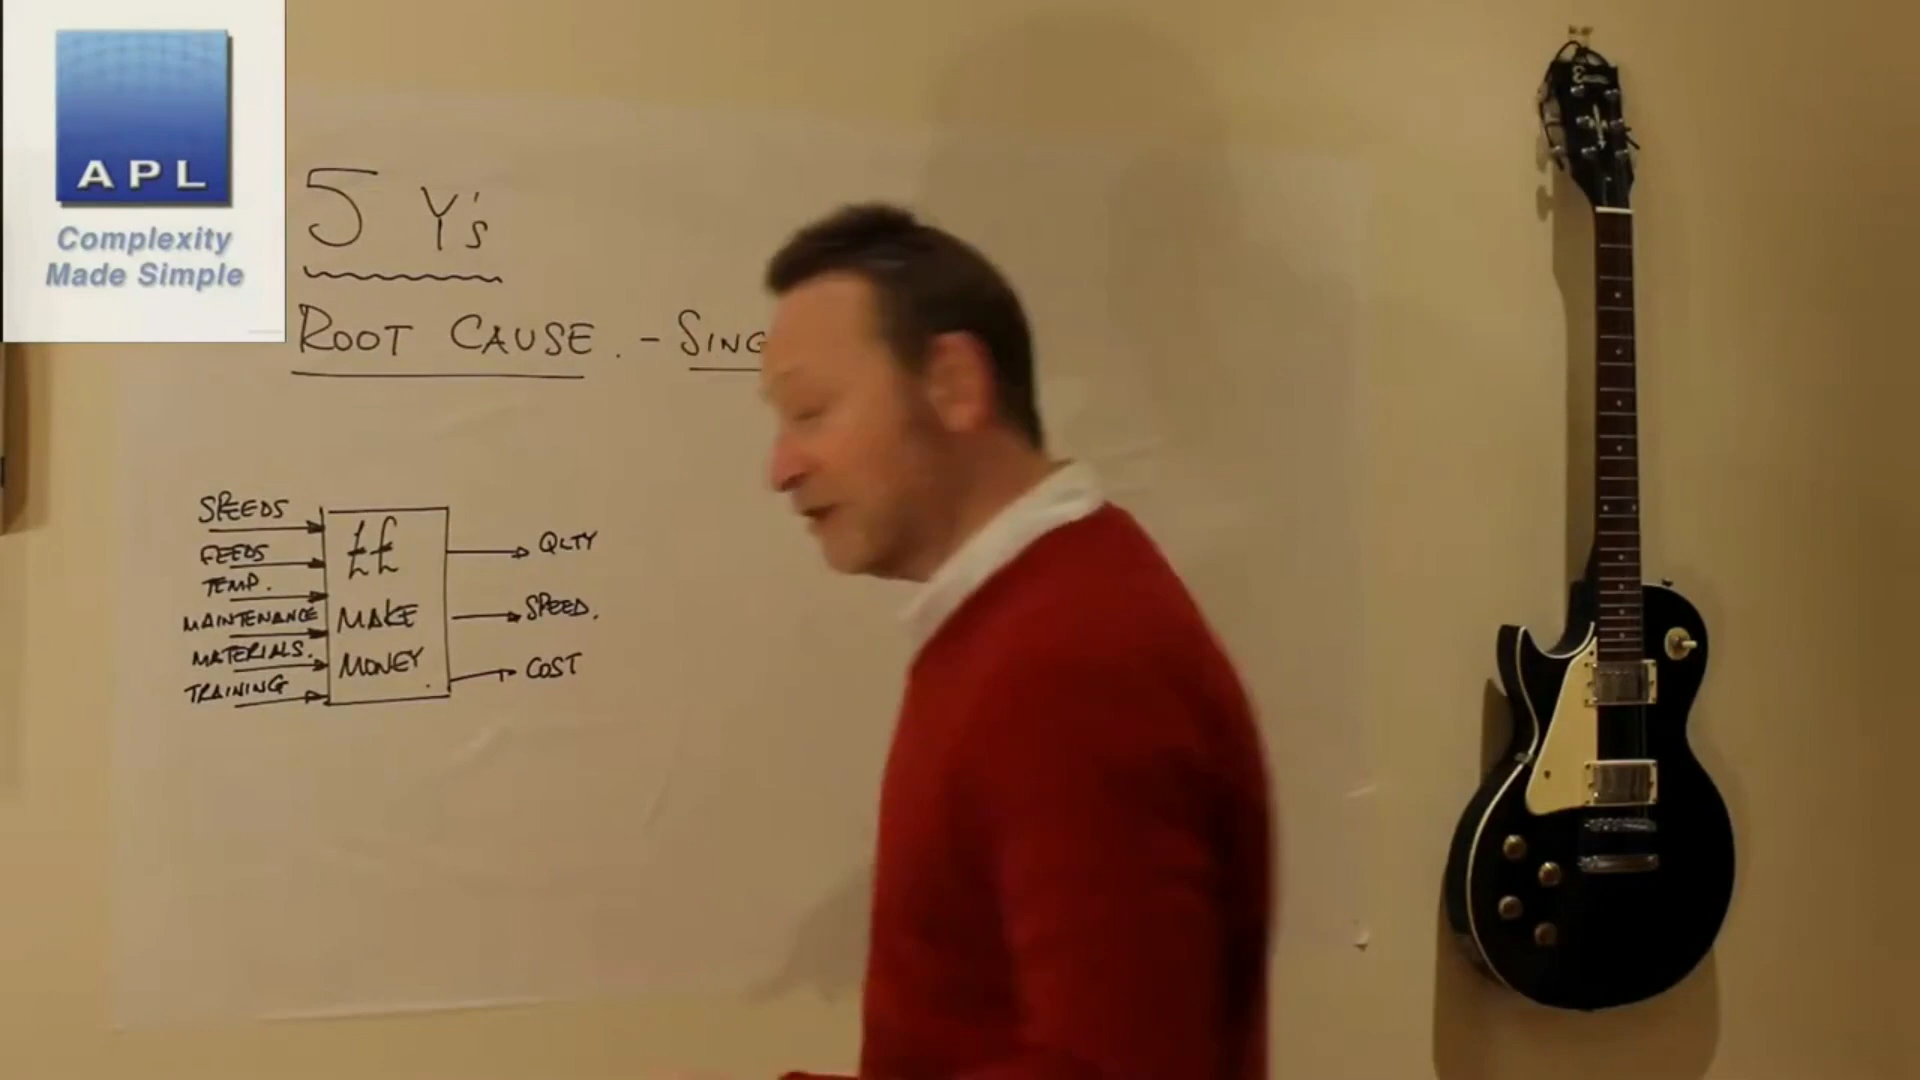 APL
Complexity
Made Simple
5 Y's
ROOT CAUSE. - SING
SPEEDS
FEEDS
TEMP.
MAINTENANCE
MATERIALS.
TRAINING
££
MAKE
MONEY.
QLTY
SPEED.
COST